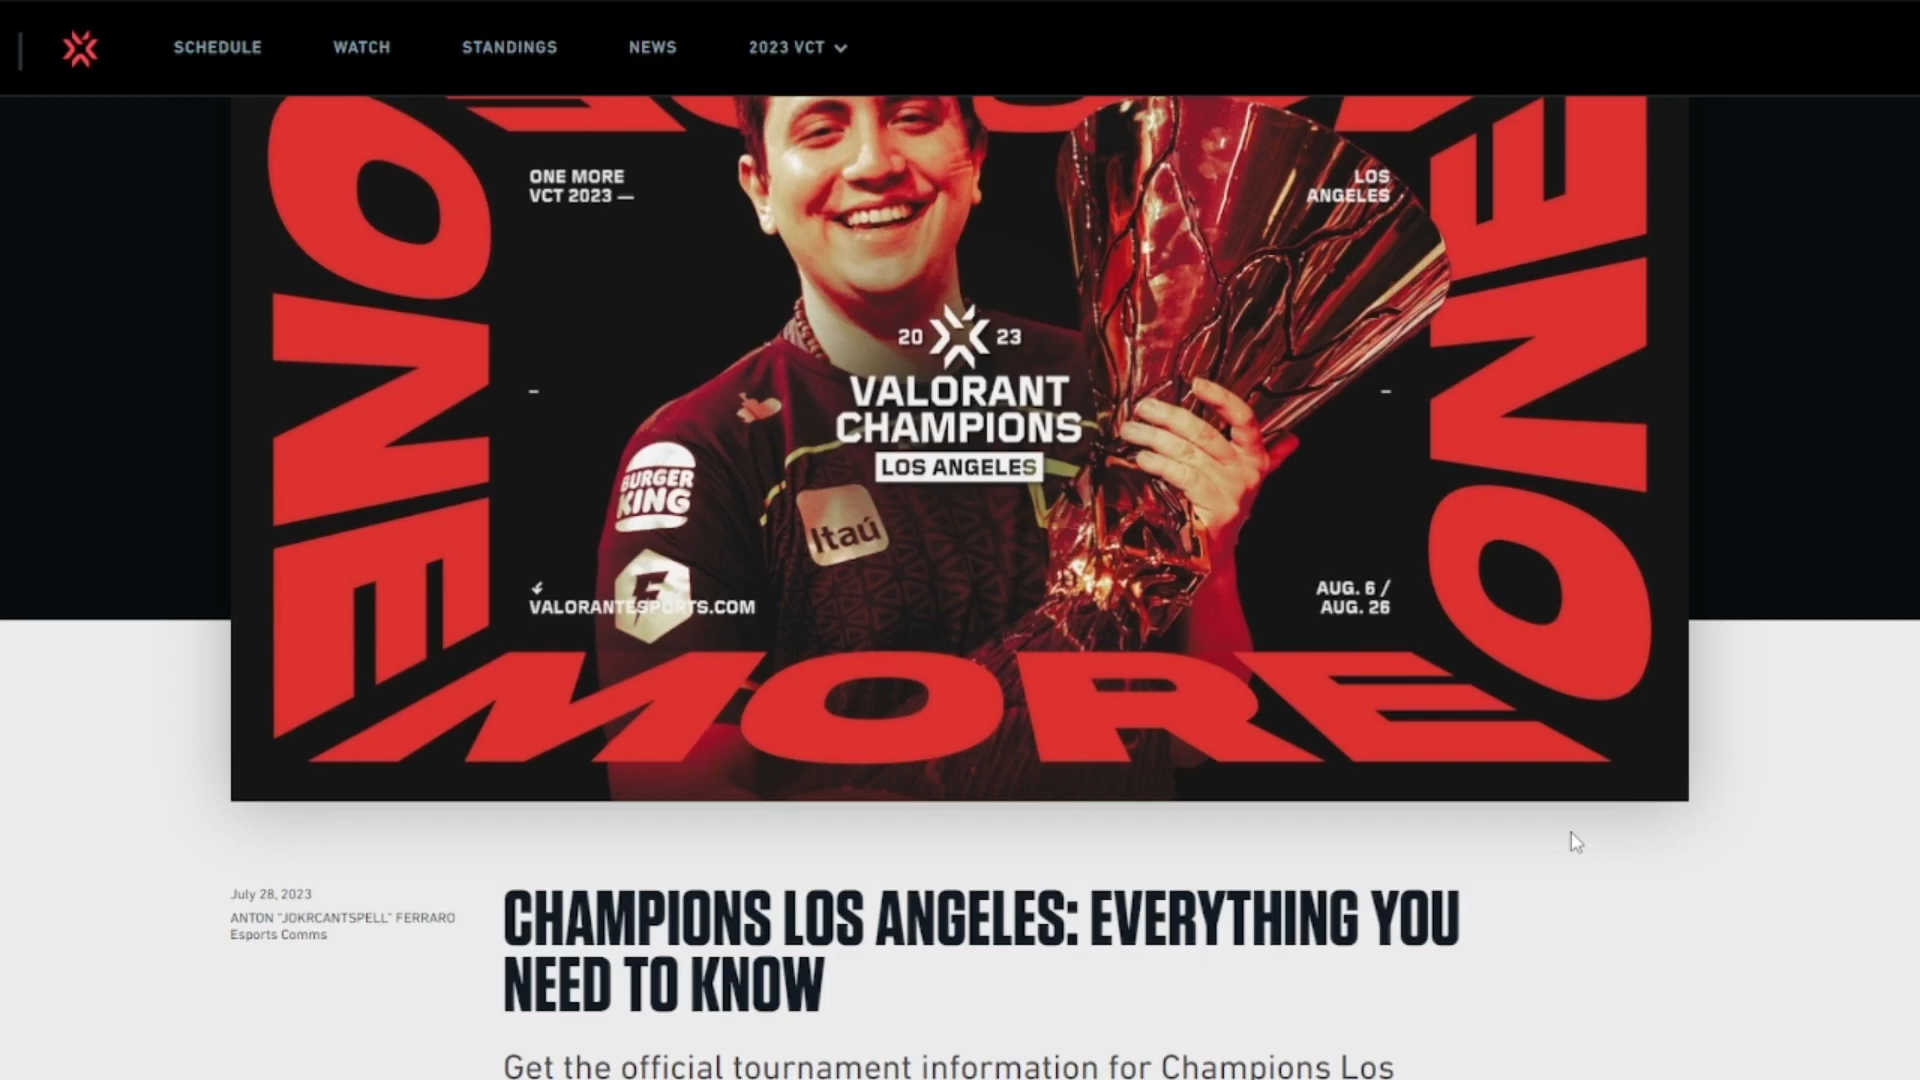 SCHEDULE
WATCH
STANDINGS
NEWS
2023 VCT
ONE MORE
VCT 2023 —
LOS
ANGELES
ONE
ONE
20 23
VALORANT
CHAMPIONS
LOS ANGELES
BURGER
KING
Itaú
F
VALORANTESPORTS.COM
AUG. 6 /
AUG. 26
MORE
July 28, 2023
ANTON "JOKRCANTSPELL" FERRARO
Esports Comms
CHAMPIONS LOS ANGELES: EVERYTHING YOU
NEED TO KNOW
Get the official tournament information for Champions Los